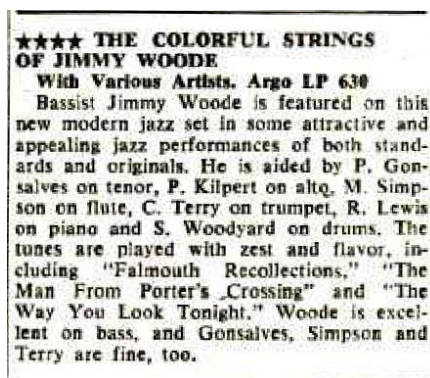 ★★★★ THE COLORFUL STRINGS
OF JIMMY WOODE
With Various Artists. Argo LP 630
Bassist Jimmy Woode is featured on this
new modern jazz set in some attractive and
appealing jazz performances of both stand-
ards and originals. He is aided by P. Gon-
salves on tenor, P. Kilpert on alto, M. Simp-
son on flute, C. Terry on trumpet, R. Lewis
on piano and S. Woodyard on drums. The
tunes are played with zest and flavor, in-
cluding "Falmouth Recollections," "The
Man From Porter's Crossing" and "The
Way You Look Tonight." Woode is excel-
lent on bass, and Gonsalves, Simpson and
Terry are fine, too.